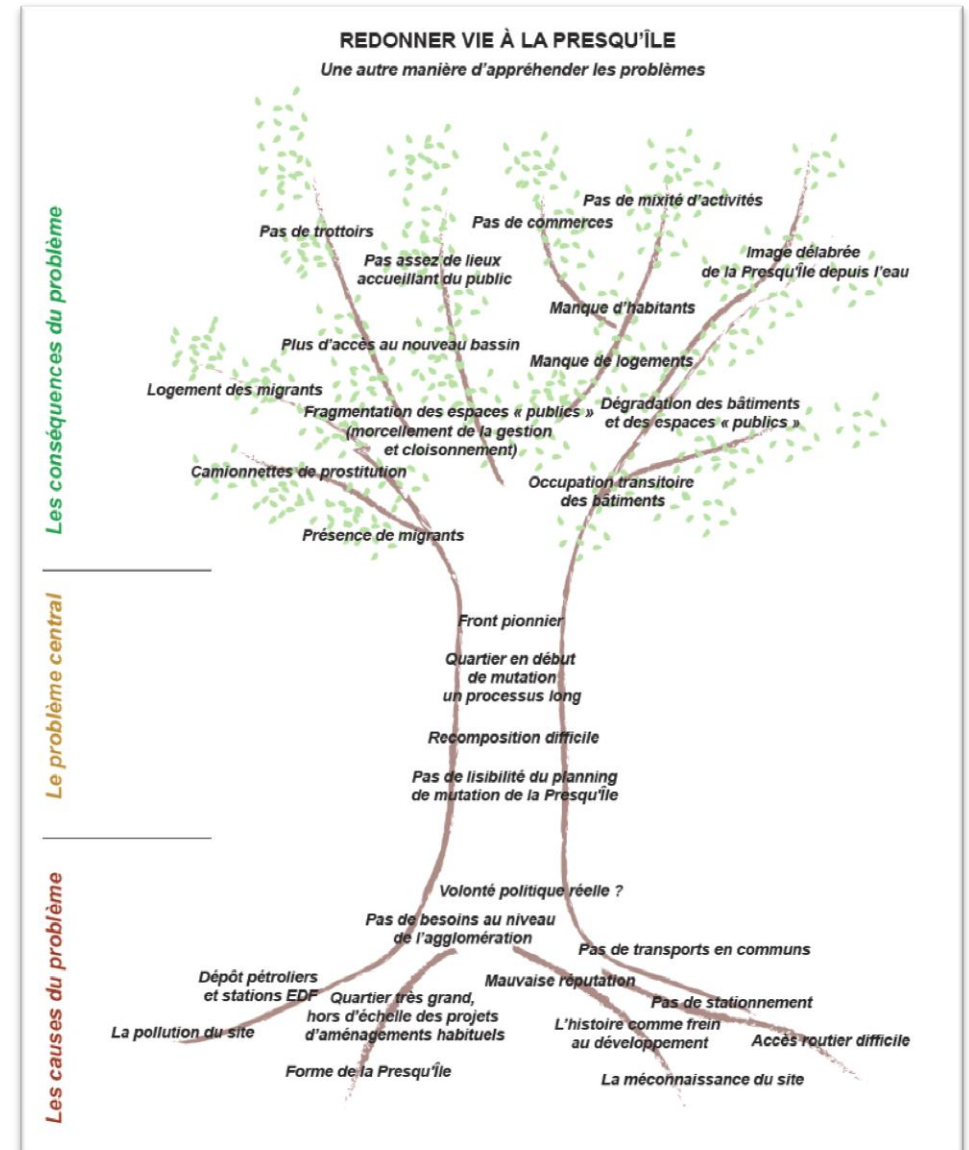 REDONNER VIE À LA PRESQU'ÎLE
Une autre manière d'appréhender les problèmes
Les conséquences du problème
Pas de mixité d'activités
Pas de commerces
Pas de trottoirs
Pas assez de lieux
accueillant du public
Image délabrée
de la Presqu'Île depuis l'eau
Manque d'habitants
Plus d'accès au nouveau bassin
Manque de logements
Logement des migrants
Fragmentation des espaces « publics »
(morcellement de la gestion
et cloisonnement)
Dégradation des bâtiments
et des espaces « publics »
Camionnettes de prostitution
Occupation transitoire
des bâtiments
Présence de migrants
Le problème central
Front pionnier
Quartier en début
de mutation
un processus long
Recomposition difficile
Pas de lisibilité du planning
de mutation de la Presqu'Île
Les causes du problème
Volonté politique réelle ?
Pas de besoins au niveau
de l'agglomération
Pas de transports en communs
Dépôt pétroliers
et stations EDF
Mauvaise réputation
Quartier très grand,
hors d'échelle des projets
d'aménagements habituels
Pas de stationnement
La pollution du site
L'histoire comme frein
au développement
Accès routier difficile
Forme de la Presqu'Île
La méconnaissance du site